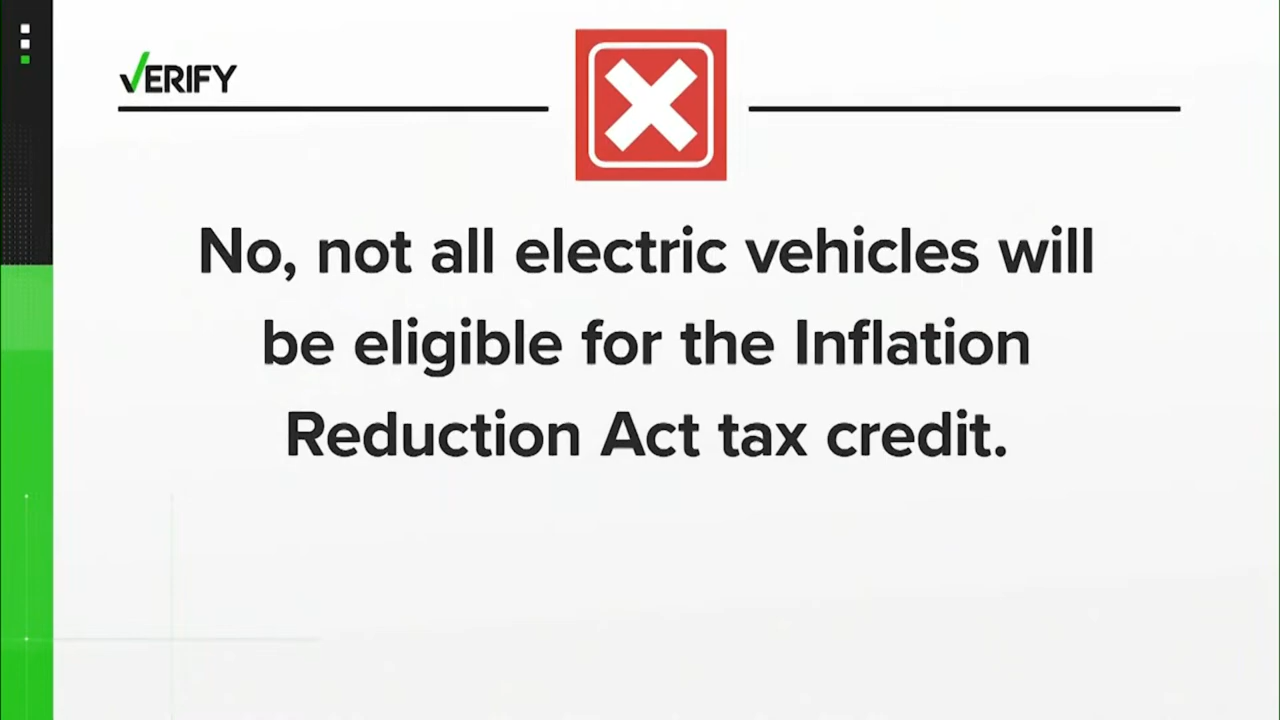 VERIFY
No, not all electric vehicles will
be eligible for the Inflation
Reduction Act tax credit.